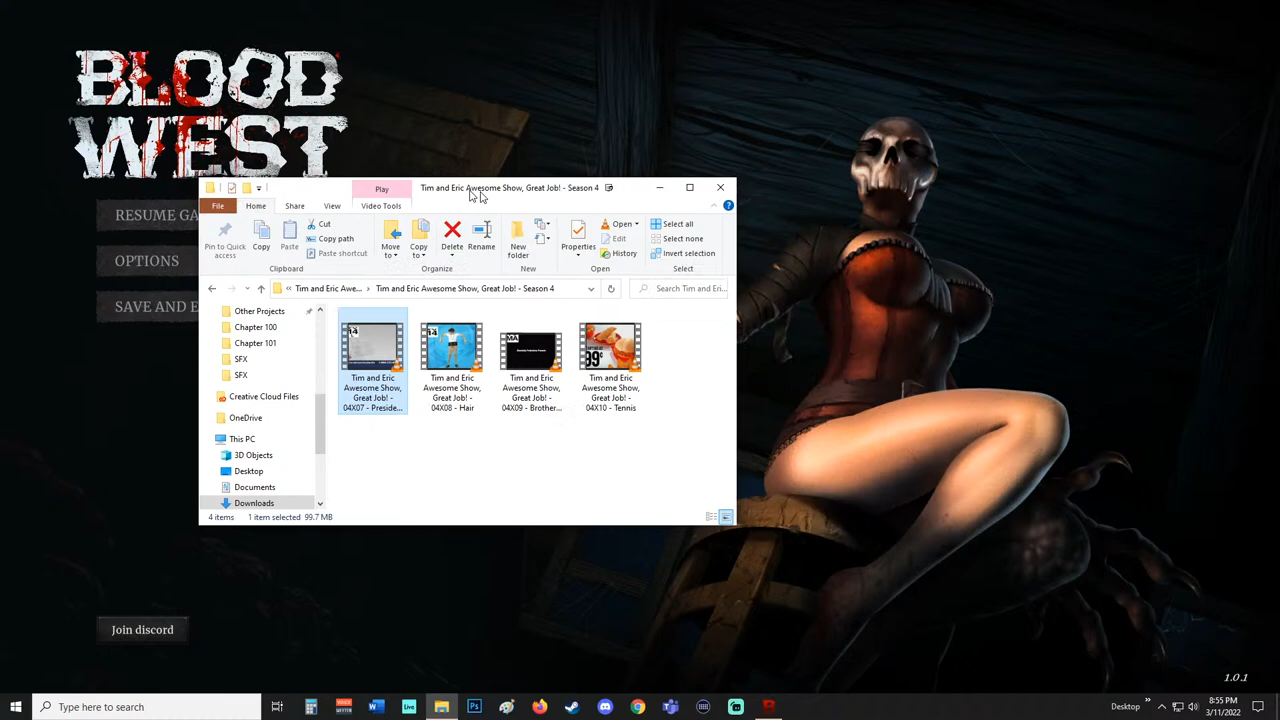 BLOOD
WEST
RESUME GA
OPTIONS
SAVE AND E
Join discord
1.0.1
Play
Tim and Eric Awesome Show, Great Job! - Season 4
File
Home
Share
View
Video Tools
Pin to Quick
access
Copy
Paste
Cut
Copy path
Paste shortcut
Clipboard
Move
to
Copy
to
Delete
Rename
Organize
New
folder
New
Properties
Open
Edit
History
Open
Select all
Select none
Invert selection
Select
« Tim and Eric Awe... > Tim and Eric Awesome Show, Great Job! - Season 4
Search Tim and Eri...
Other Projects
Chapter 100
Chapter 101
SFX
SFX
Creative Cloud Files
OneDrive
This PC
3D Objects
Desktop
Documents
Downloads
14
Tim and Eric
Awesome Show,
Great Job! -
04X07 - Preside...
14
Tim and Eric
Awesome Show,
Great Job! -
04X08 - Hair
Tim and Eric
Awesome Show,
Great Job! -
04X09 - Brother...
99¢
Tim and Eric
Awesome Show,
Great Job! -
04X10 - Tennis
4 items
1 item selected 99.7 MB
Type here to search
Live
Ps
Desktop
8:55 PM
3/11/2022